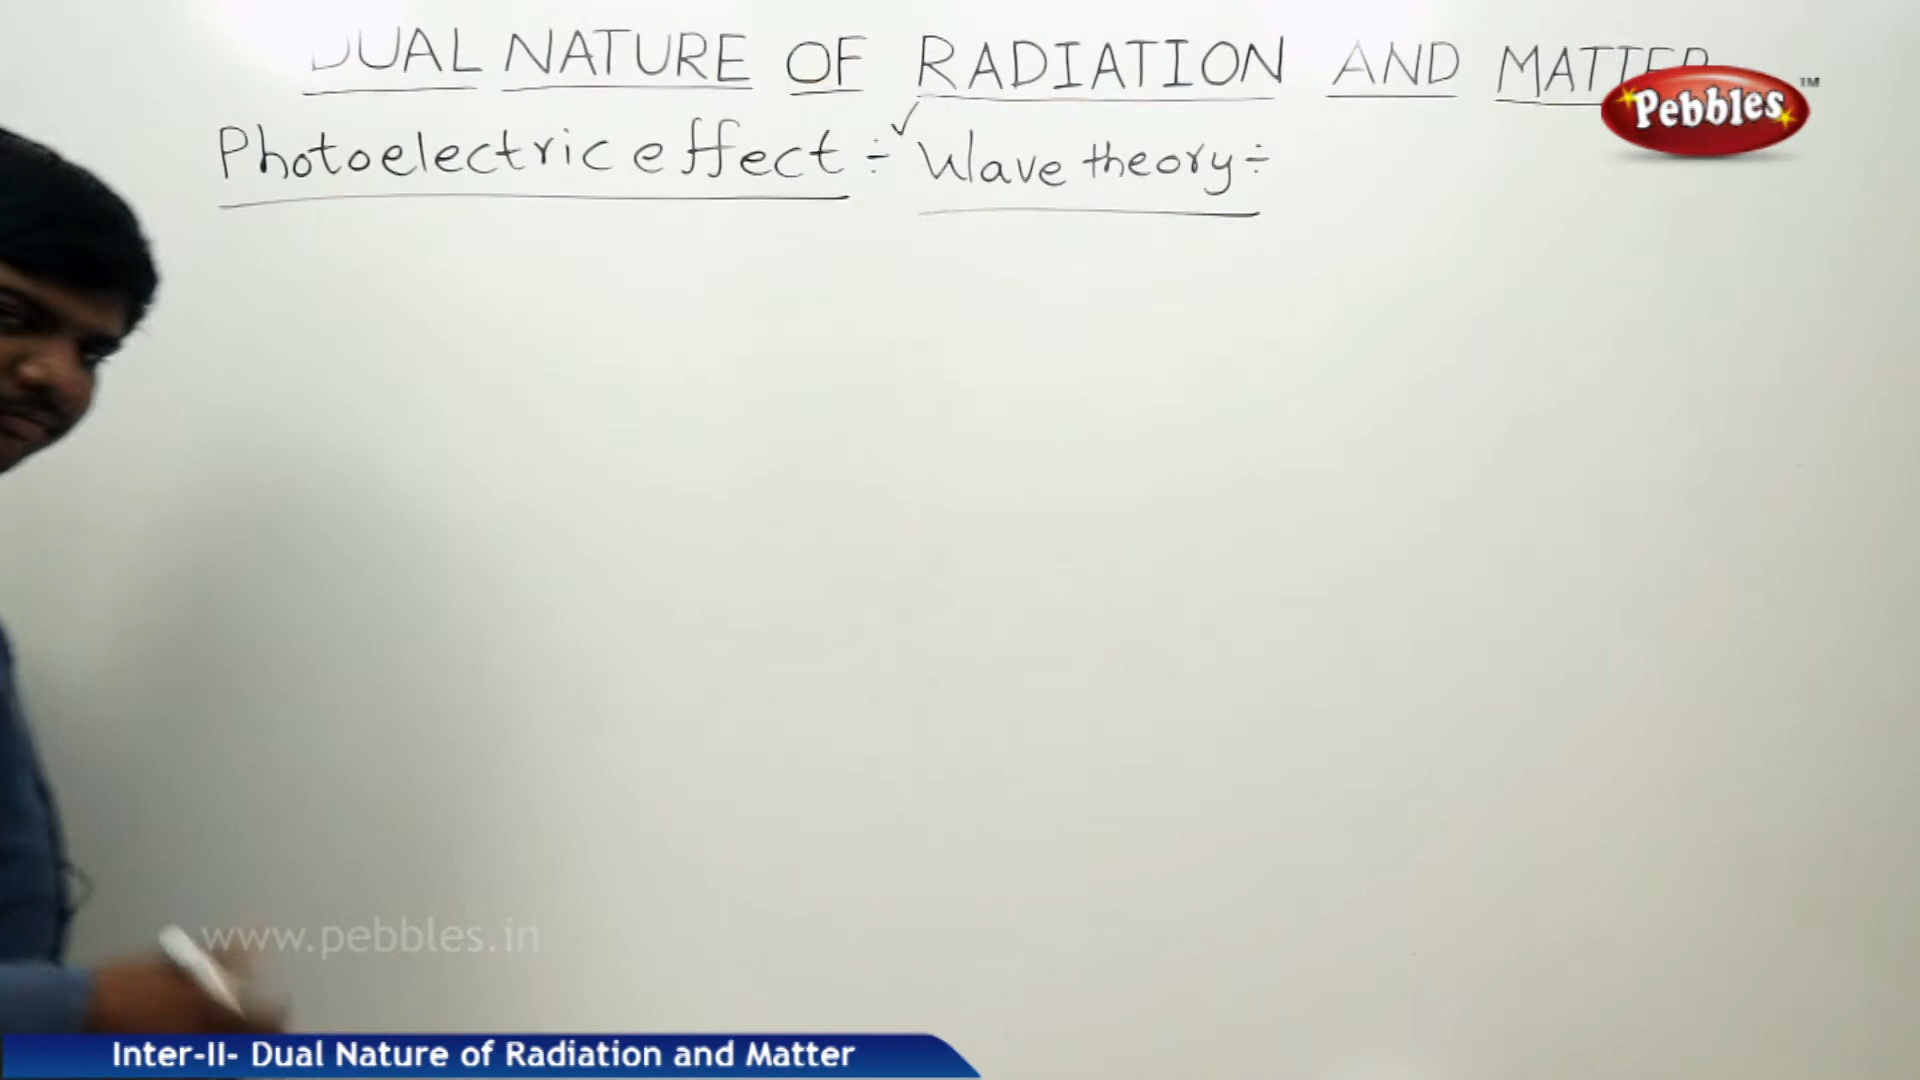 DUAL NATURE OF RADIATION AND MATTER
Pebbles TM
Photoelectric effect ÷ ✓ Wave theory ÷
www.pebbles.in
Inter-II- Dual Nature of Radiation and Matter